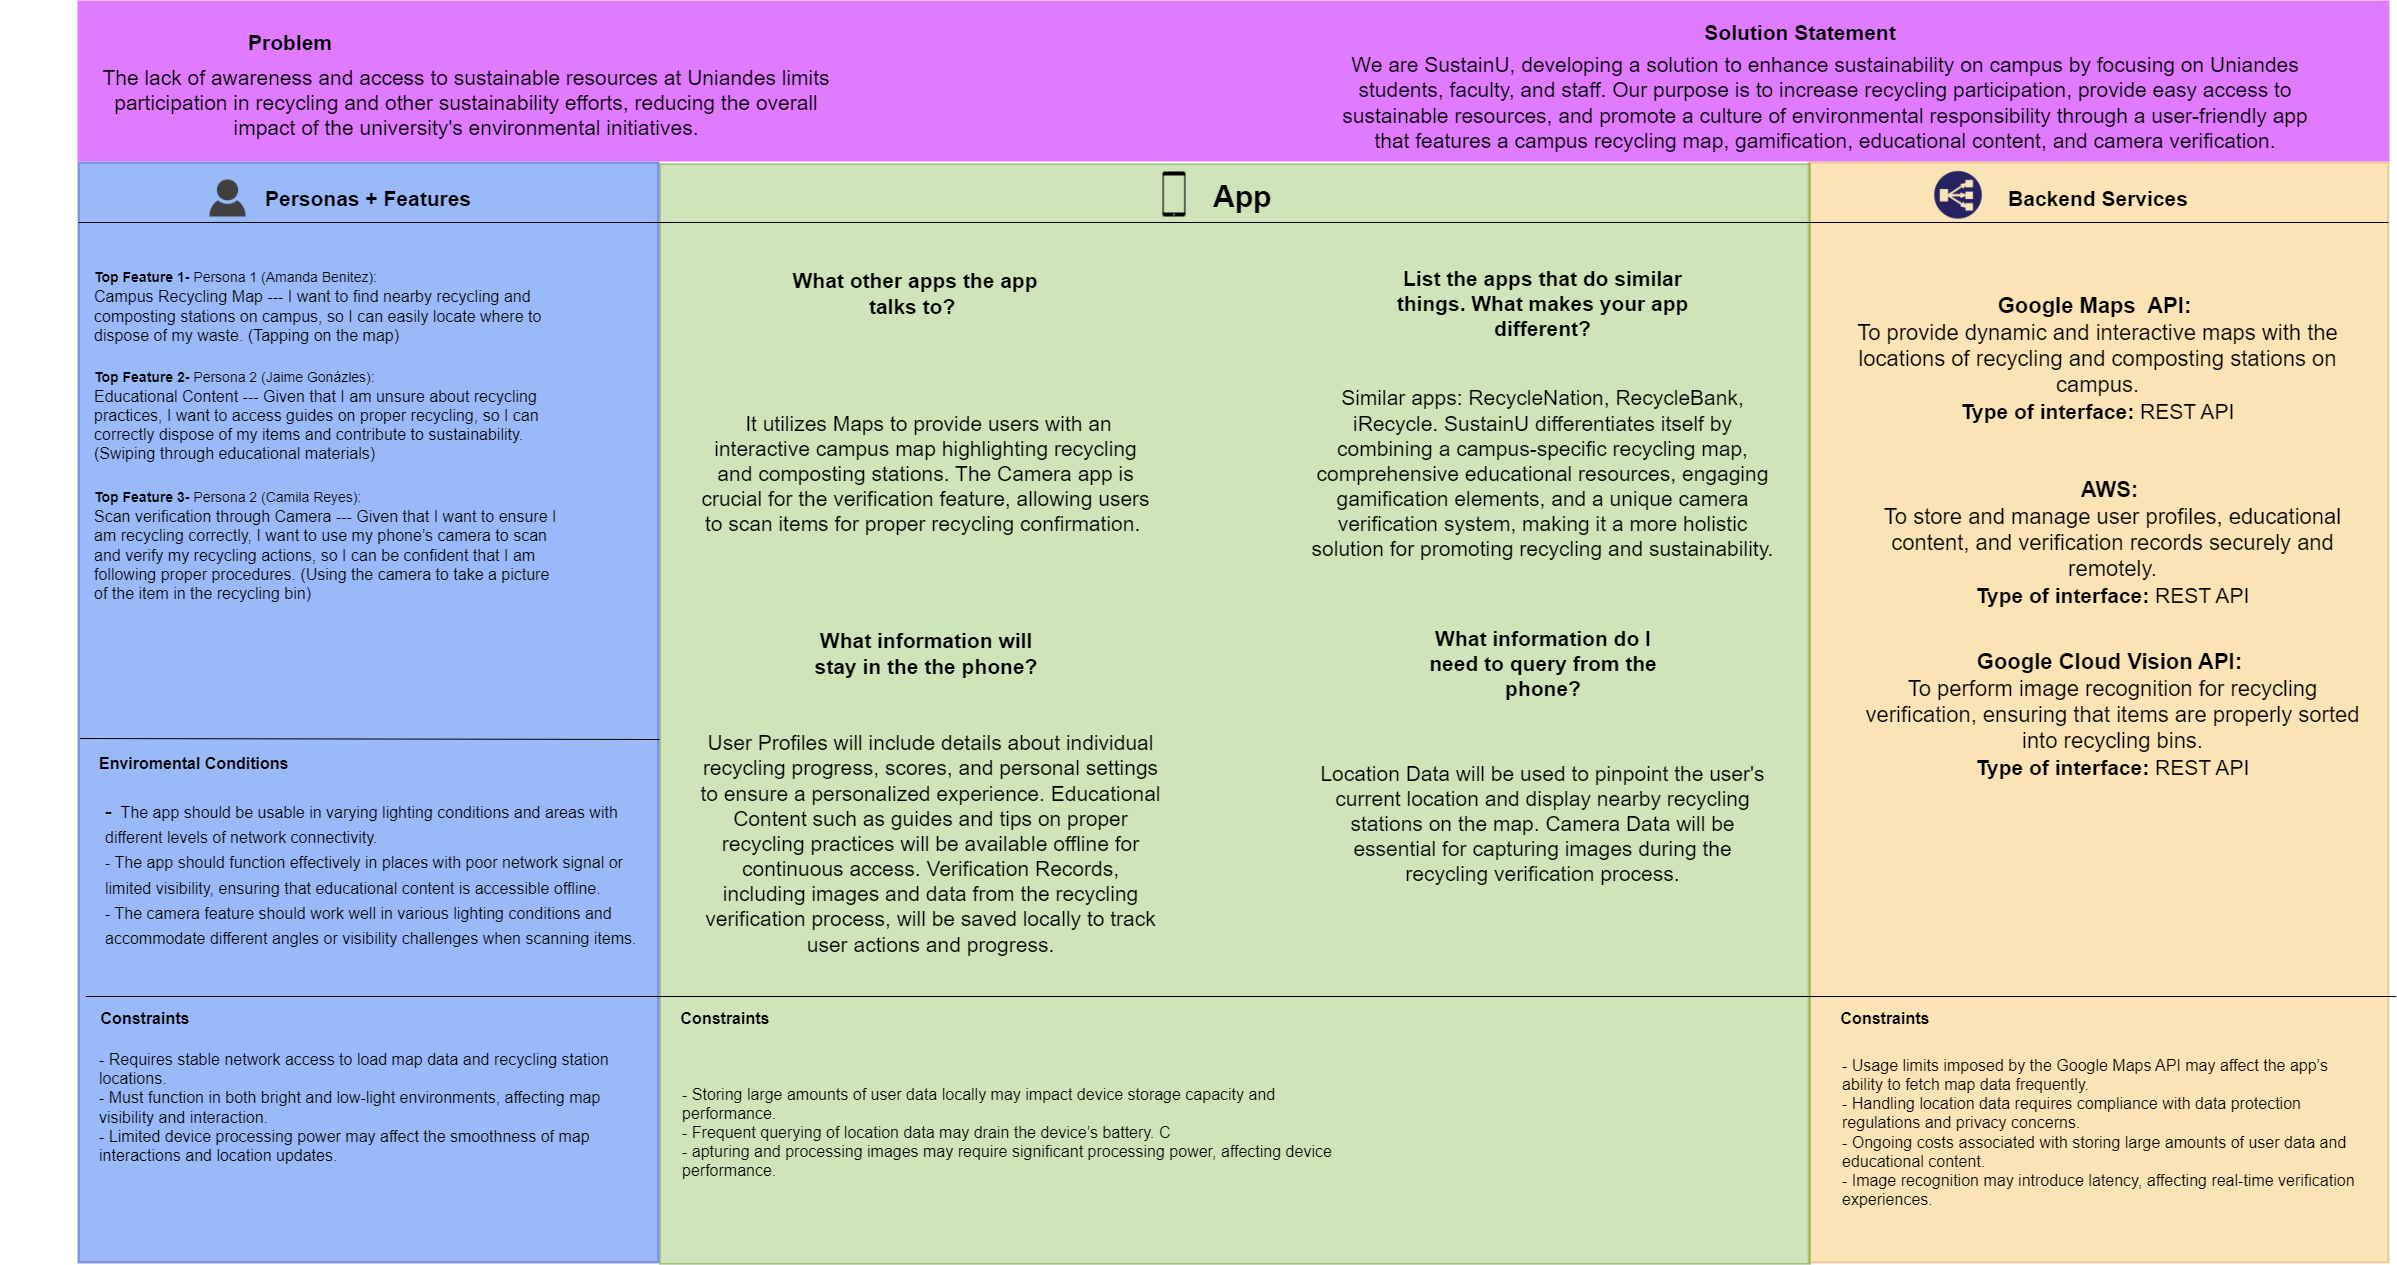 Problem
The lack of awareness and access to sustainable resources at Uniandes limits
participation in recycling and other sustainability efforts, reducing the overall
impact of the university's environmental initiatives.
Solution Statement
We are SustainU, developing a solution to enhance sustainability on campus by focusing on Uniandes
students, faculty, and staff. Our purpose is to increase recycling participation, provide easy access to
sustainable resources, and promote a culture of environmental responsibility through a user-friendly app
that features a campus recycling map, gamification, educational content, and camera verification.
Personas + Features
Top Feature 1- Persona 1 (Amanda Benitez):
Campus Recycling Map --- I want to find nearby recycling and
composting stations on campus, so I can easily locate where to
dispose of my waste. (Tapping on the map)
Top Feature 2- Persona 2 (Jaime Gonázles):
Educational Content --- Given that I am unsure about recycling
practices, I want to access guides on proper recycling, so I can
correctly dispose of my items and contribute to sustainability.
(Swiping through educational materials)
Top Feature 3- Persona 2 (Camila Reyes):
Scan verification through Camera --- Given that I want to ensure I
am recycling correctly, I want to use my phone’s camera to scan
and verify my recycling actions, so I can be confident that I am
following proper procedures. (Using the camera to take a picture
of the item in the recycling bin)
Enviromental Conditions
- The app should be usable in varying lighting conditions and areas with
different levels of network connectivity.
- The app should function effectively in places with poor network signal or
limited visibility, ensuring that educational content is accessible offline.
- The camera feature should work well in various lighting conditions and
accommodate different angles or visibility challenges when scanning items.
Constraints
- Requires stable network access to load map data and recycling station
locations.
- Must function in both bright and low-light environments, affecting map
visibility and interaction.
- Limited device processing power may affect the smoothness of map
interactions and location updates.
App
What other apps the app
talks to?
It utilizes Maps to provide users with an
interactive campus map highlighting recycling
and composting stations. The Camera app is
crucial for the verification feature, allowing users
to scan items for proper recycling confirmation.
List the apps that do similar
things. What makes your app
different?
Similar apps: RecycleNation, RecycleBank,
iRecycle. SustainU differentiates itself by
combining a campus-specific recycling map,
comprehensive educational resources, engaging
gamification elements, and a unique camera
verification system, making it a more holistic
solution for promoting recycling and sustainability.
What information will
stay in the the phone?
User Profiles will include details about individual
recycling progress, scores, and personal settings
to ensure a personalized experience. Educational
Content such as guides and tips on proper
recycling practices will be available offline for
continuous access. Verification Records,
including images and data from the recycling
verification process, will be saved locally to track
user actions and progress.
What information do I
need to query from the
phone?
Location Data will be used to pinpoint the user's
current location and display nearby recycling
stations on the map. Camera Data will be
essential for capturing images during the
recycling verification process.
Constraints
- Storing large amounts of user data locally may impact device storage capacity and
performance.
- Frequent querying of location data may drain the device’s battery. C
- apturing and processing images may require significant processing power, affecting device
performance.
Backend Services
Google Maps API:
To provide dynamic and interactive maps with the
locations of recycling and composting stations on
campus.
Type of interface: REST API
AWS:
To store and manage user profiles, educational
content, and verification records securely and
remotely.
Type of interface: REST API
Google Cloud Vision API:
To perform image recognition for recycling
verification, ensuring that items are properly sorted
into recycling bins.
Type of interface: REST API
Constraints
- Usage limits imposed by the Google Maps API may affect the app’s
ability to fetch map data frequently.
- Handling location data requires compliance with data protection
regulations and privacy concerns.
- Ongoing costs associated with storing large amounts of user data and
educational content.
- Image recognition may introduce latency, affecting real-time verification
experiences.